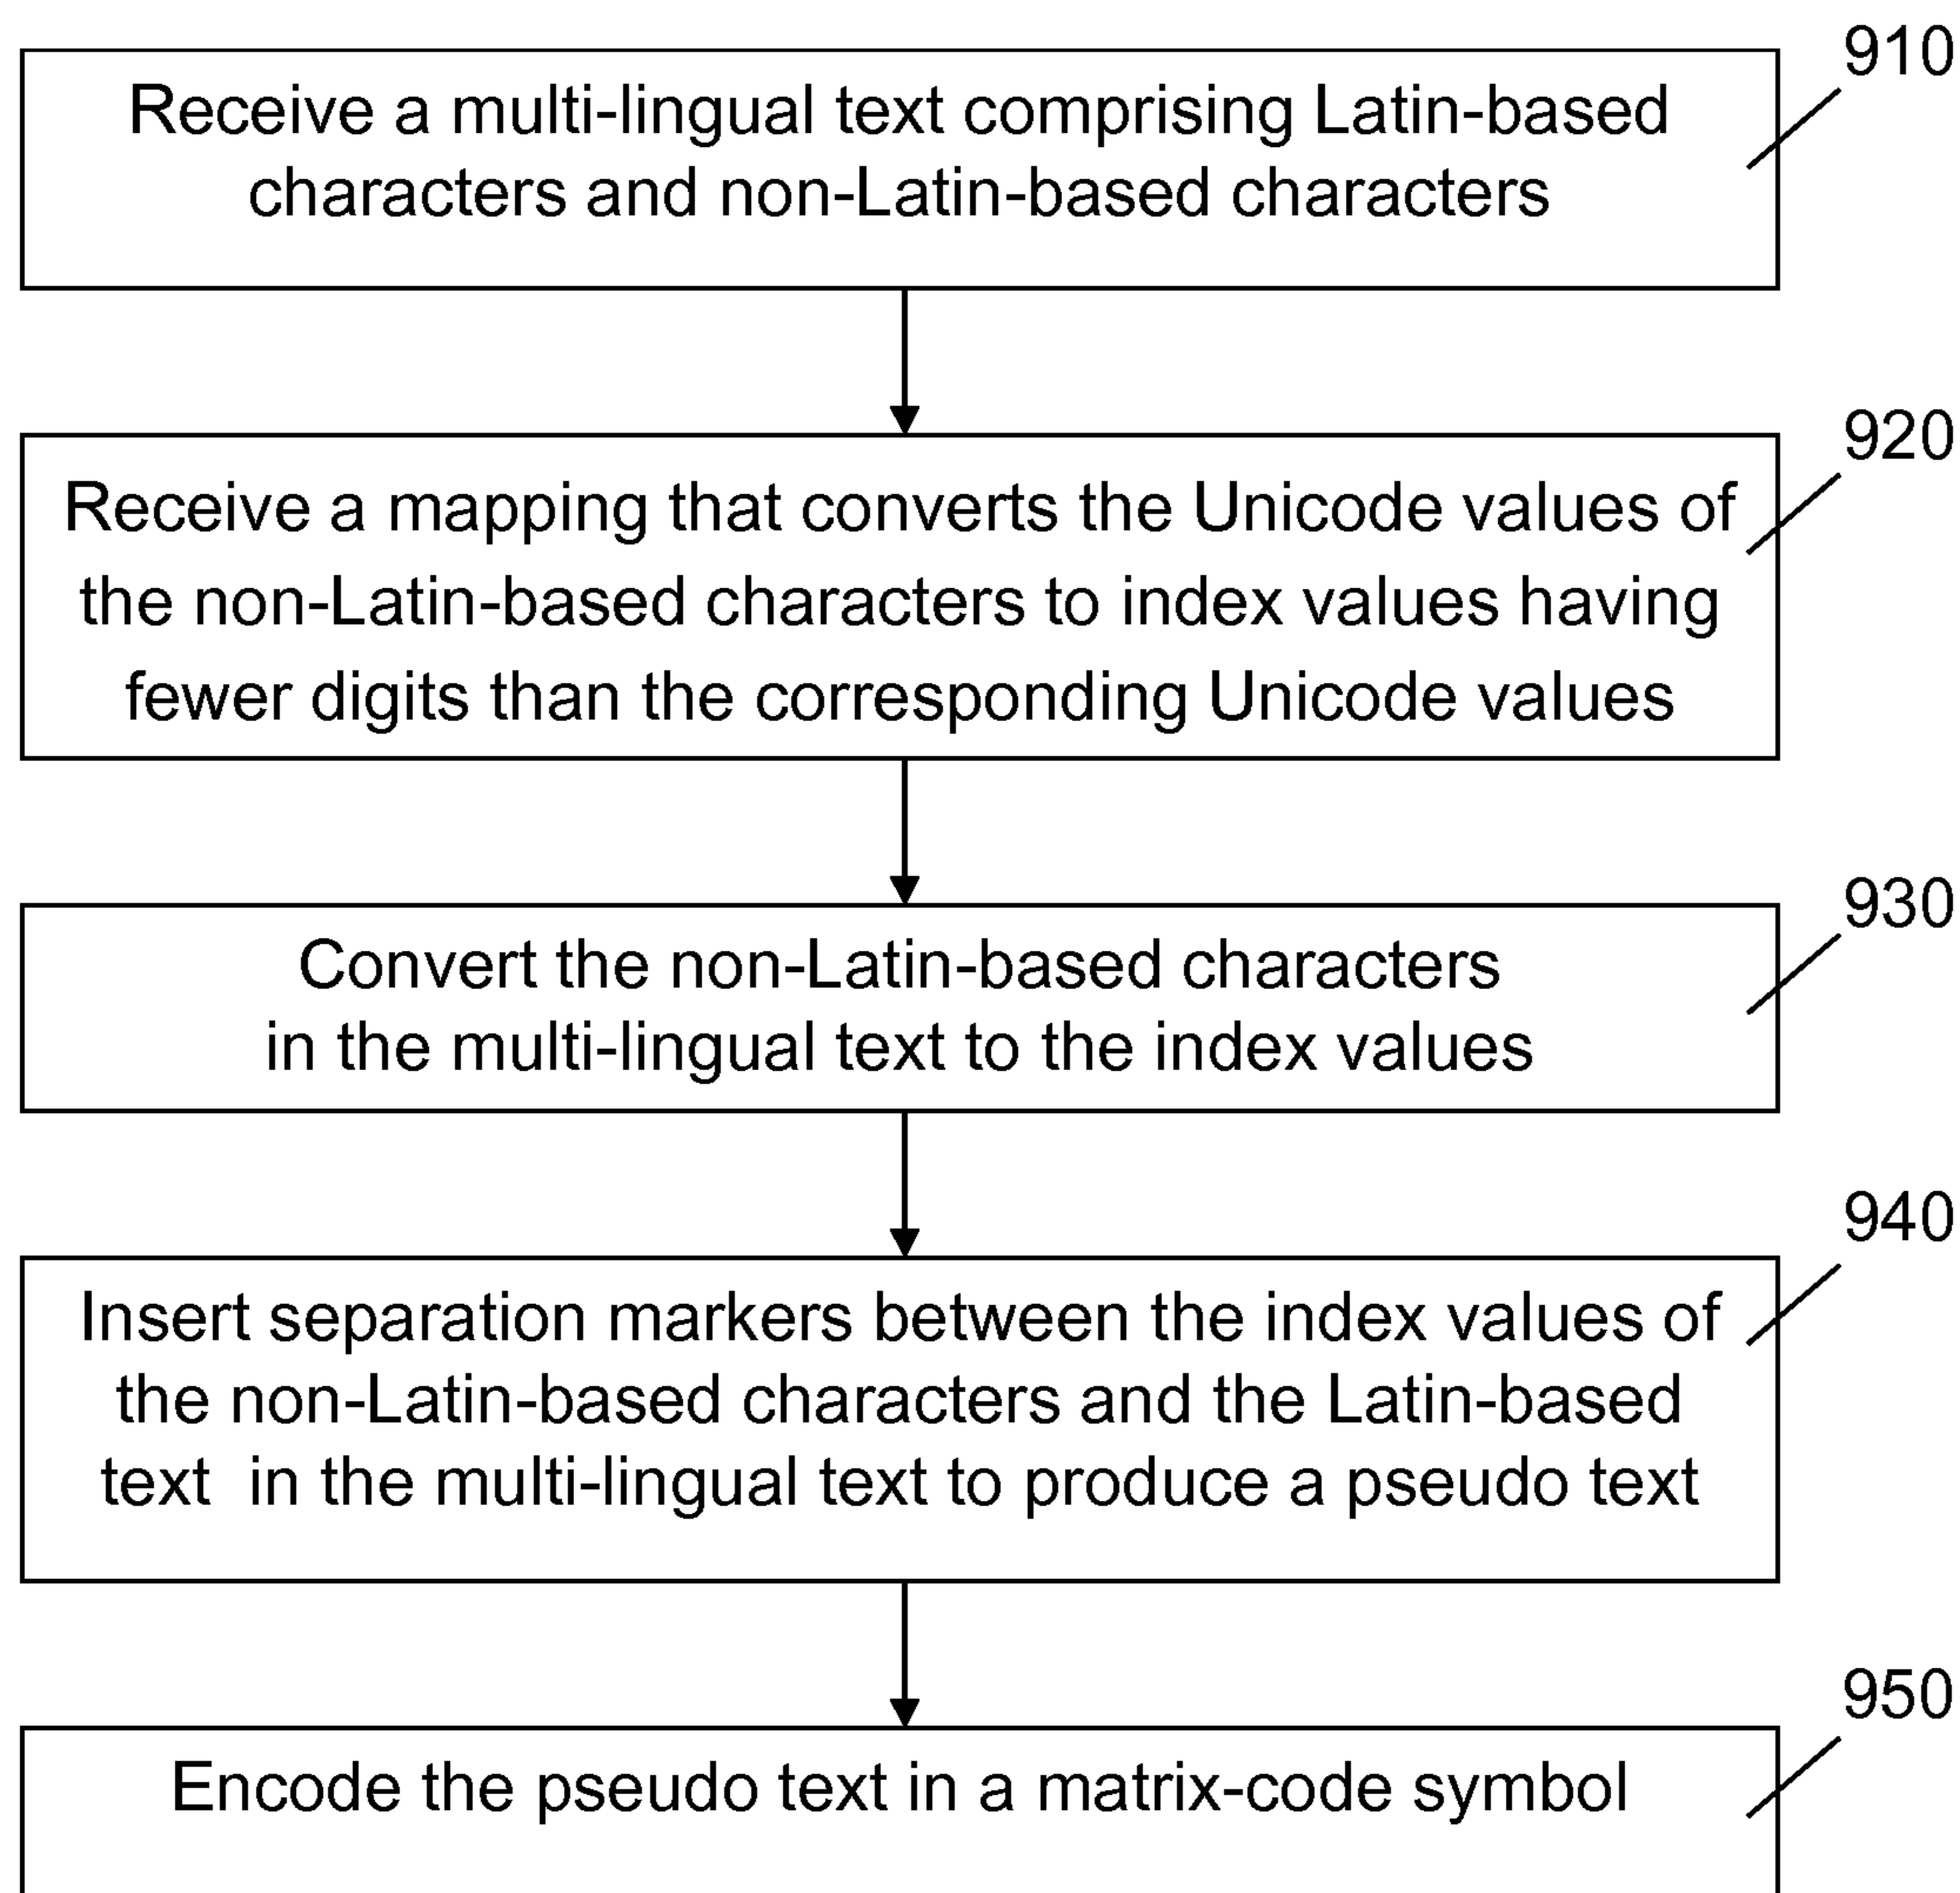 910
Receive a multi-lingual text comprising Latin-based
characters and non-Latin-based characters
920
Receive a mapping that converts the Unicode values of
the non-Latin-based characters to index values having
fewer digits than the corresponding Unicode values
930
Convert the non-Latin-based characters
in the multi-lingual text to the index values
940
Insert separation markers between the index values of
the non-Latin-based characters and the Latin-based
text  in the multi-lingual text to produce a pseudo text
950
Encode the pseudo text in a matrix-code symbol